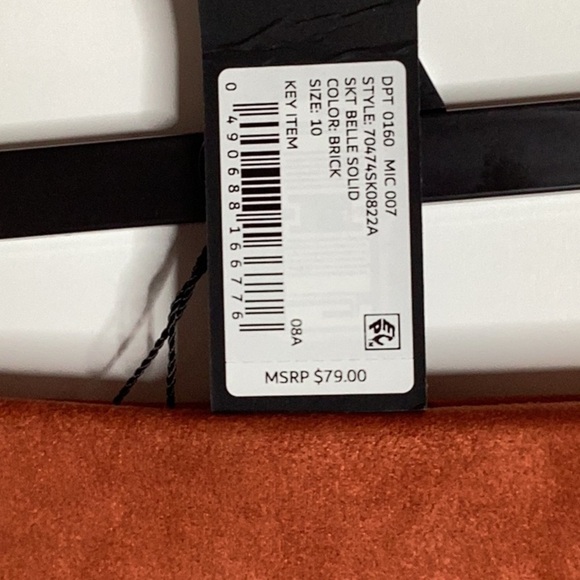 DPT 0160 MIC 007
STYLE: 70474SK0822A
SKT BELLE SOLID
COLOR: BRICK
SIZE: 10
KEY ITEM
08A
0 490688 166776
MSRP $79.00